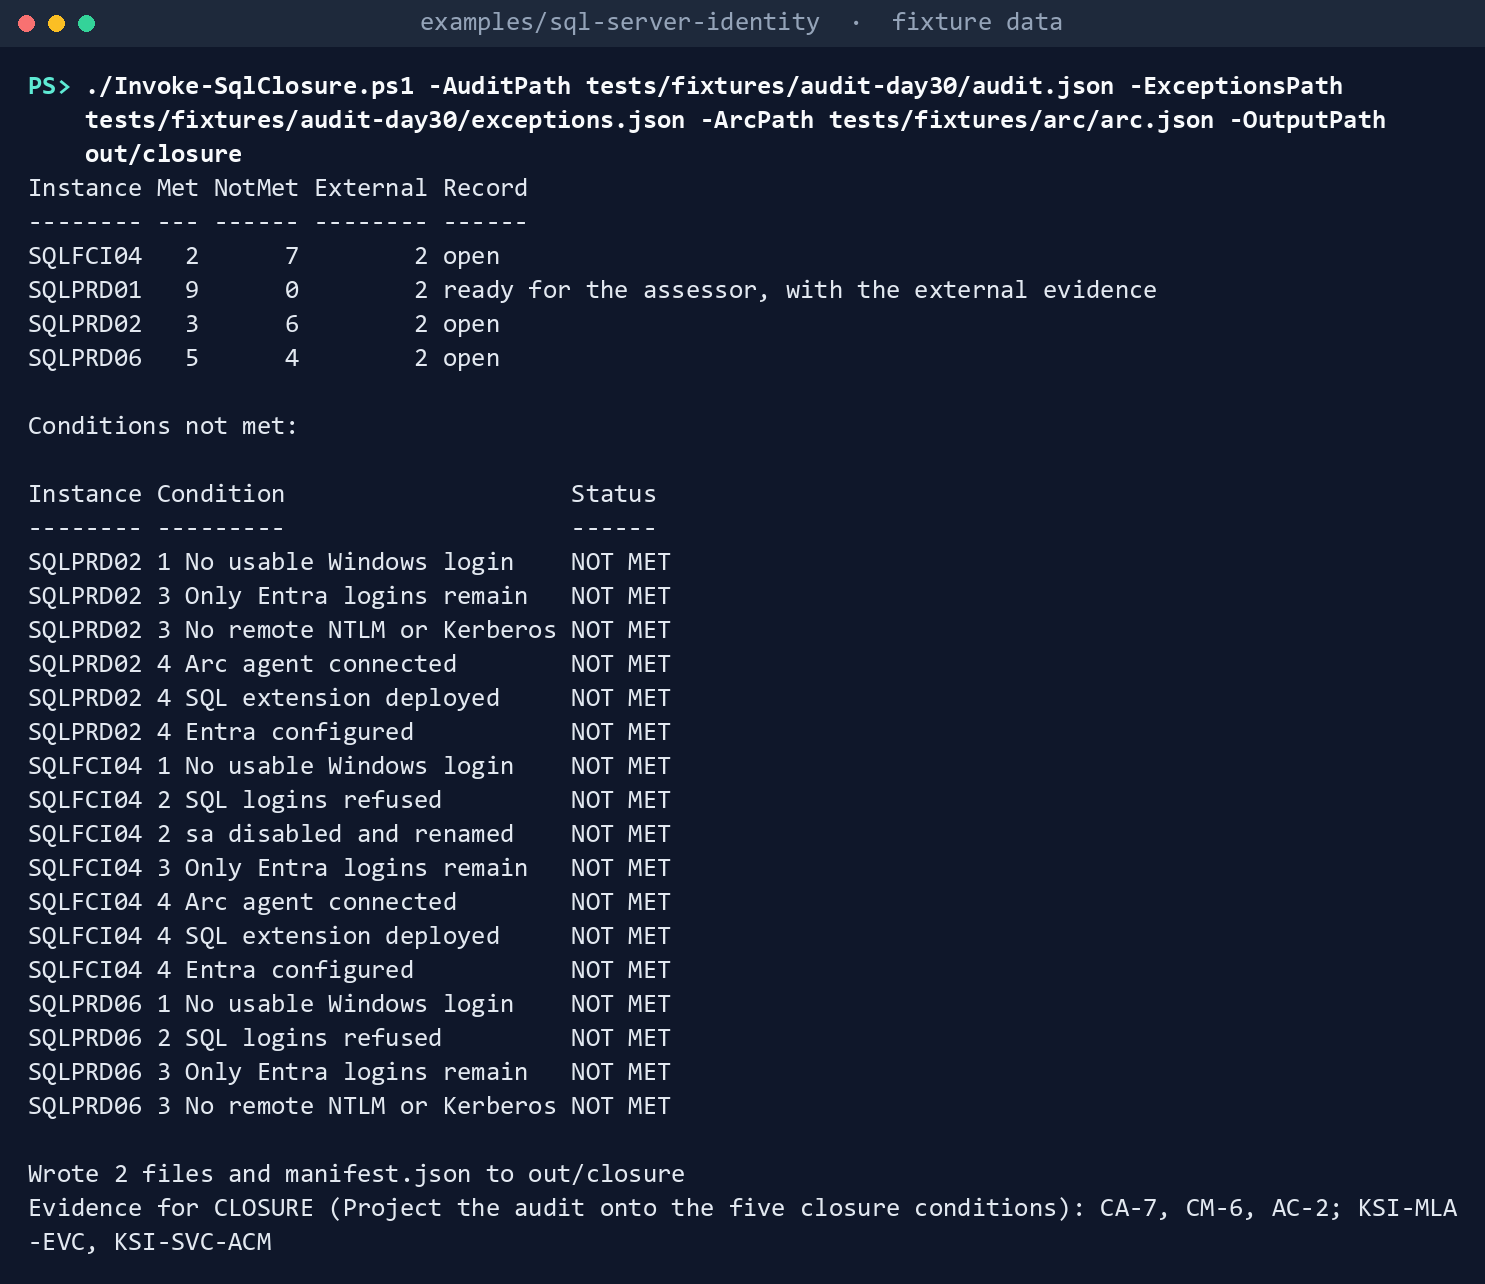 examples/sql-server-identity · fixture data
PS> ./Invoke-SqlClosure.ps1 -AuditPath tests/fixtures/audit-day30/audit.json -ExceptionsPath
tests/fixtures/audit-day30/exceptions.json -ArcPath tests/fixtures/arc/arc.json -OutputPath
out/closure
Instance Met NotMet External Record
-------- --- ------ -------- ------
SQLFCI04   2      7        2 open
SQLPRD01   9      0        2 ready for the assessor, with the external evidence
SQLPRD02   3      6        2 open
SQLPRD06   5      4        2 open
Conditions not met:
Instance Condition                    Status
-------- ---------                    ------
SQLPRD02 1 No usable Windows login    NOT MET
SQLPRD02 3 Only Entra logins remain   NOT MET
SQLPRD02 3 No remote NTLM or Kerberos NOT MET
SQLPRD02 4 Arc agent connected        NOT MET
SQLPRD02 4 SQL extension deployed     NOT MET
SQLPRD02 4 Entra configured           NOT MET
SQLFCI04 1 No usable Windows login    NOT MET
SQLFCI04 2 SQL logins refused         NOT MET
SQLFCI04 2 sa disabled and renamed    NOT MET
SQLFCI04 3 Only Entra logins remain   NOT MET
SQLFCI04 4 Arc agent connected        NOT MET
SQLFCI04 4 SQL extension deployed     NOT MET
SQLFCI04 4 Entra configured           NOT MET
SQLPRD06 1 No usable Windows login    NOT MET
SQLPRD06 2 SQL logins refused         NOT MET
SQLPRD06 3 Only Entra logins remain   NOT MET
SQLPRD06 3 No remote NTLM or Kerberos NOT MET
Wrote 2 files and manifest.json to out/closure
Evidence for CLOSURE (Project the audit onto the five closure conditions): CA-7, CM-6, AC-2; KSI-MLA
-EVC, KSI-SVC-ACM